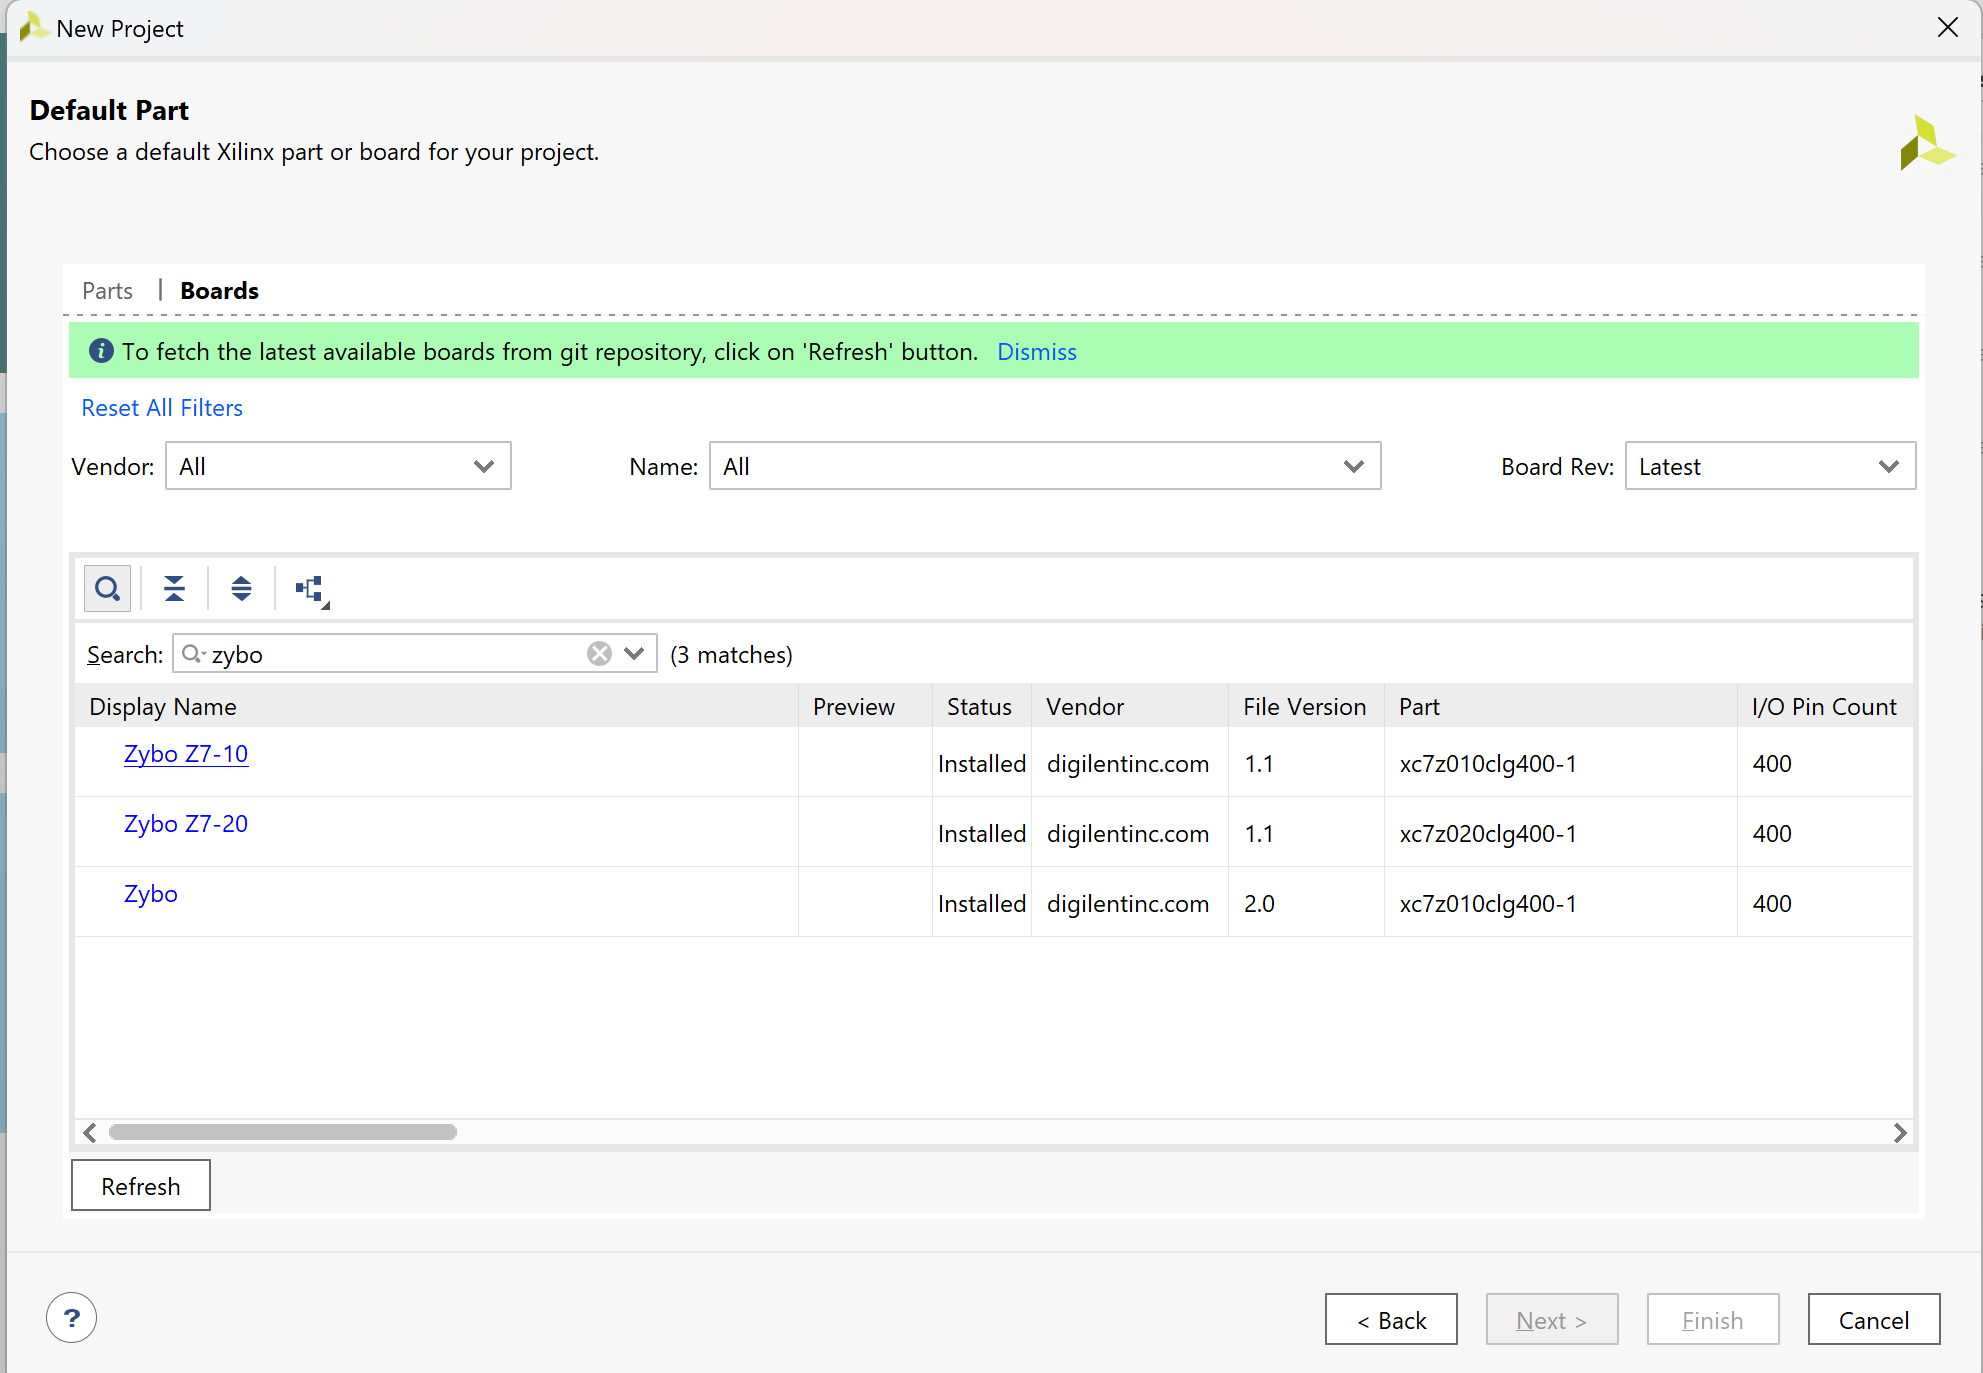 New Project
Default Part
Choose a default Xilinx part or board for your project.
Parts | Boards
To fetch the latest available boards from git repository, click on 'Refresh' button. Dismiss
Reset All Filters
Vendor: All Name: All Board Rev: Latest
Search: zybo (3 matches)
Display Name Preview Status Vendor File Version Part I/O Pin Count
Zybo Z7-10 Installed digilentinc.com 1.1 xc7z010clg400-1 400
Zybo Z7-20 Installed digilentinc.com 1.1 xc7z020clg400-1 400
Zybo Installed digilentinc.com 2.0 xc7z010clg400-1 400
Refresh
? < Back Next > Finish Cancel